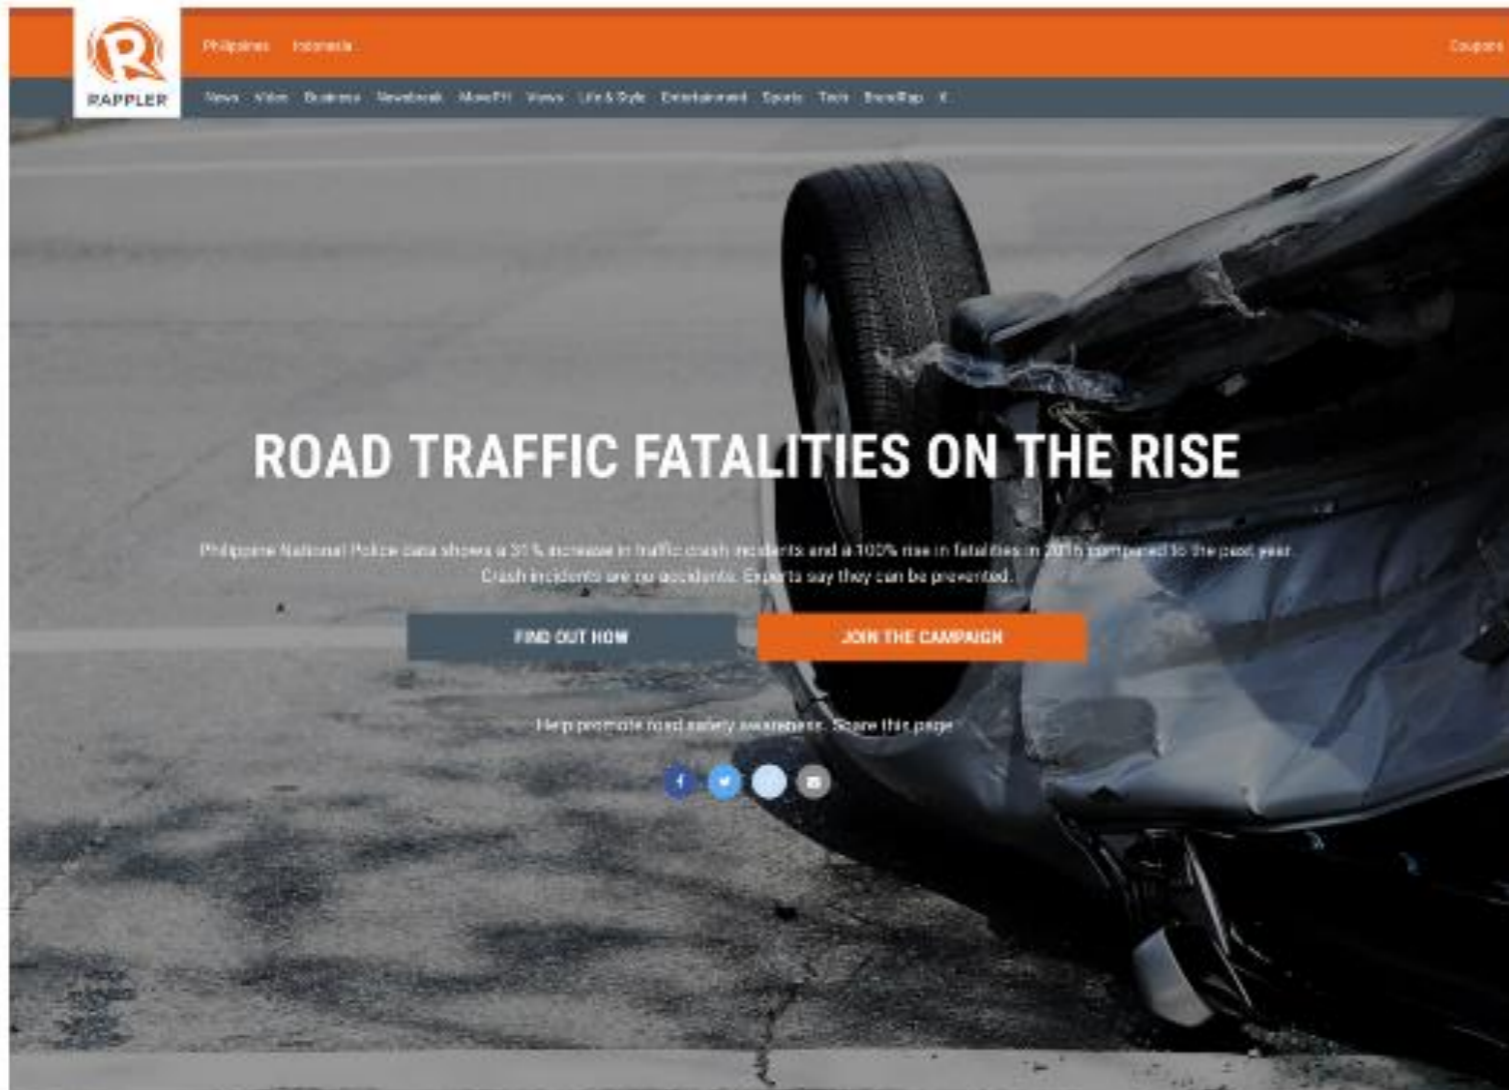 RAPPLER
Philippines Indonesia
Coupons
News Video Business Newsbreak MovePH Views Life & Style Entertainment Sports Tech BrandRap X
ROAD TRAFFIC FATALITIES ON THE RISE
Philippine National Police data shows a 31% increase in traffic crash incidents and a 100% rise in fatalities in 2016 compared to the past year.
Crash incidents are no accidents. Experts say they can be prevented.
FIND OUT HOW
JOIN THE CAMPAIGN
Help promote road safety awareness. Share this page